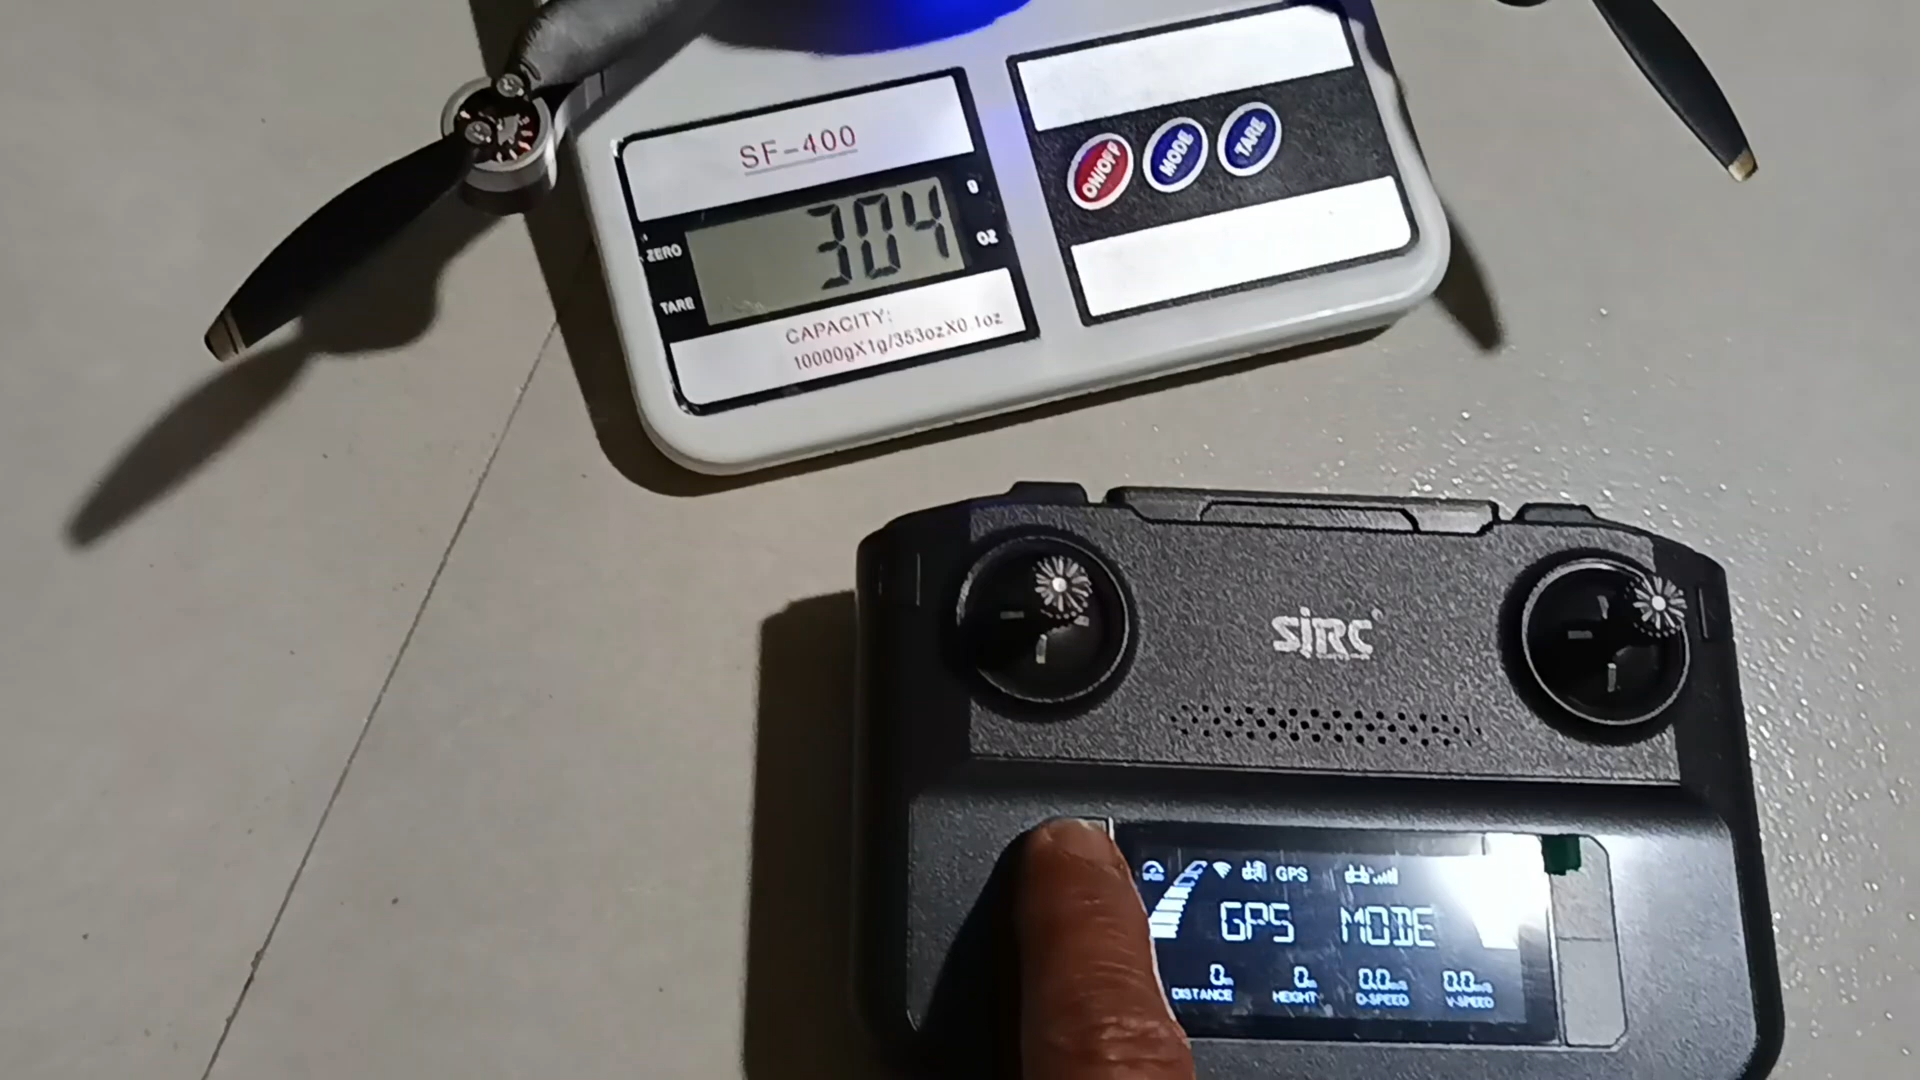 SF-400
304
g
oz
ZERO
TARE
CAPACITY:
10000gX1g/353ozX0.1oz
ON/OFF
MODE
TARE
SJRC
GPS
GPS MODE
0m
0m
0.0m/s
0.0m/s
DISTANCE
HEIGHT
D-SPEED
V-SPEED